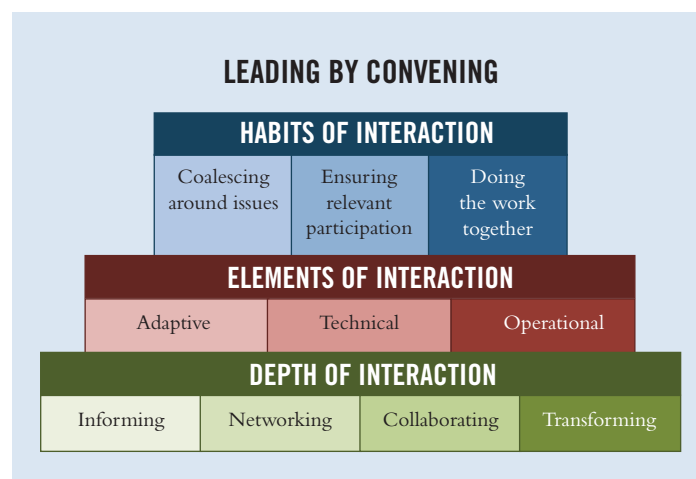 LEADING BY CONVENING
HABITS OF INTERACTION
Coalescing
around issues
Ensuring
relevant
participation
Doing
the work
together
ELEMENTS OF INTERACTION
Adaptive
Technical
Operational
DEPTH OF INTERACTION
Informing
Networking
Collaborating
Transforming